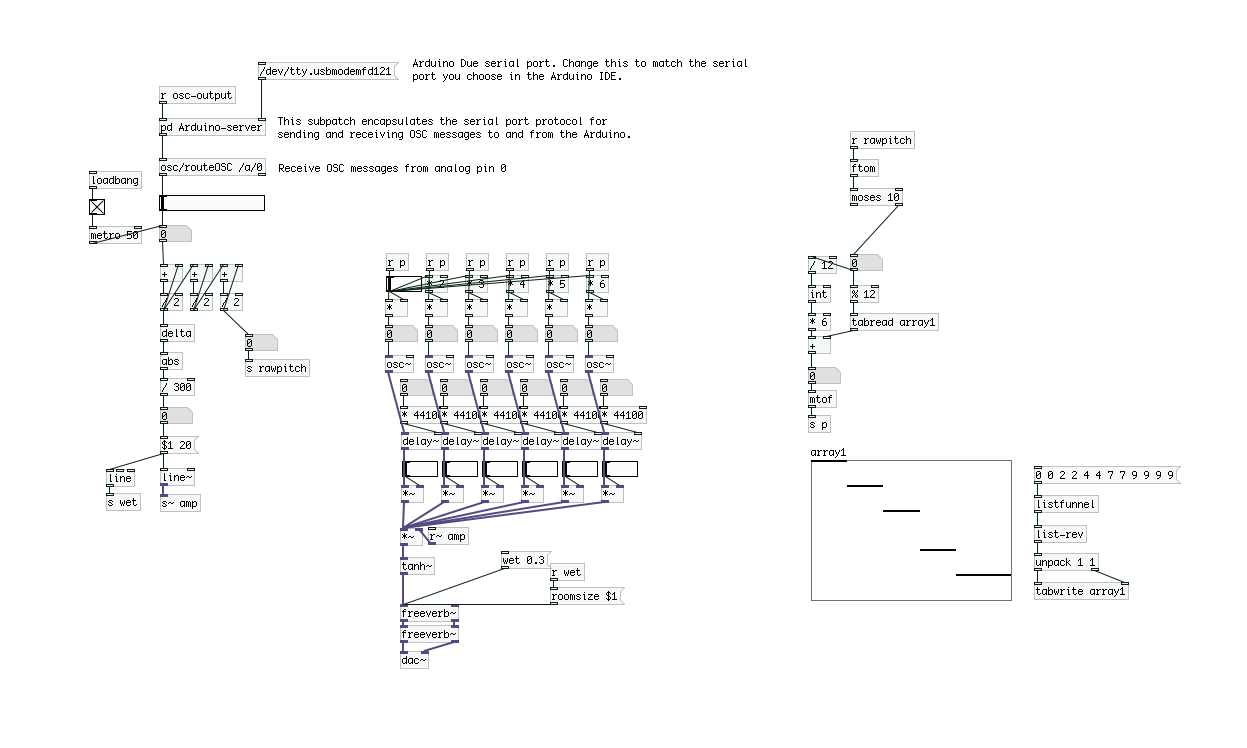 /dev/tty.usbmodemfd121
Arduino Due serial port. Change this to match the serial
port you choose in the Arduino IDE.
r osc-output
pd Arduino-server
This subpatch encapsulates the serial port protocol for
sending and receiving OSC messages to and from the Arduino.
osc/routeOSC /a/0
Receive OSC messages from analog pin 0
loadbang
metro 50
0
+ + +
/ 2 / 2 / 2
delta
0
s rawpitch
abs
/ 300
0
$1 20
line
line~
s wet
s~ amp
r p r p r p r p r p r p
* 2 * 3 * 4 * 5 * 6
* * * * * *
0 0 0 0 0 0
osc~ osc~ osc~ osc~ osc~ osc~
0 0 0 0 0 0
* 4410 * 4410 * 4410 * 4410 * 4410 * 44100
delay~ delay~ delay~ delay~ delay~ delay~
*~ *~ *~ *~ *~ *~
*~
r~ amp
tanh~
wet 0.3
r wet
roomsize $1
freeverb~
freeverb~
dac~
r rawpitch
ftom
moses 10
/ 12
0
int
% 12
* 6
tabread array1
+
0
mtof
s p
array1
0 0 2 2 4 4 7 7 9 9 9 9
listfunnel
list-rev
unpack 1 1
tabwrite array1